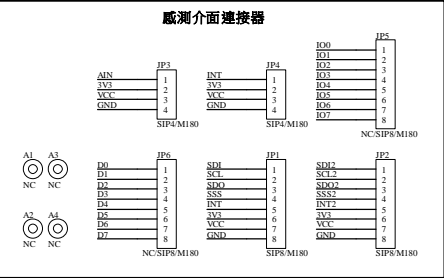 感測介面連接器
JP3
AIN 1
3V3 2
VCC 3
GND 4
SIP4/M180
JP4
INT 1
3V3 2
VCC 3
GND 4
SIP4/M180
JP5
IO0 1
IO1 2
IO2 3
IO3 4
IO4 5
IO5 6
IO6 7
IO7 8
NC/SIP8/M180
A1 A3
NC NC
A2 A4
NC NC
JP6
D0 1
D1 2
D2 3
D3 4
D4 5
D5 6
D6 7
D7 8
NC/SIP8/M180
JP1
SDI 1
SCL 2
SDO 3
SSS 4
INT 5
3V3 6
VCC 7
GND 8
SIP8/M180
JP2
SDI2 1
SCL2 2
SDO2 3
SSS2 4
INT2 5
3V3 6
VCC 7
GND 8
SIP8/M180